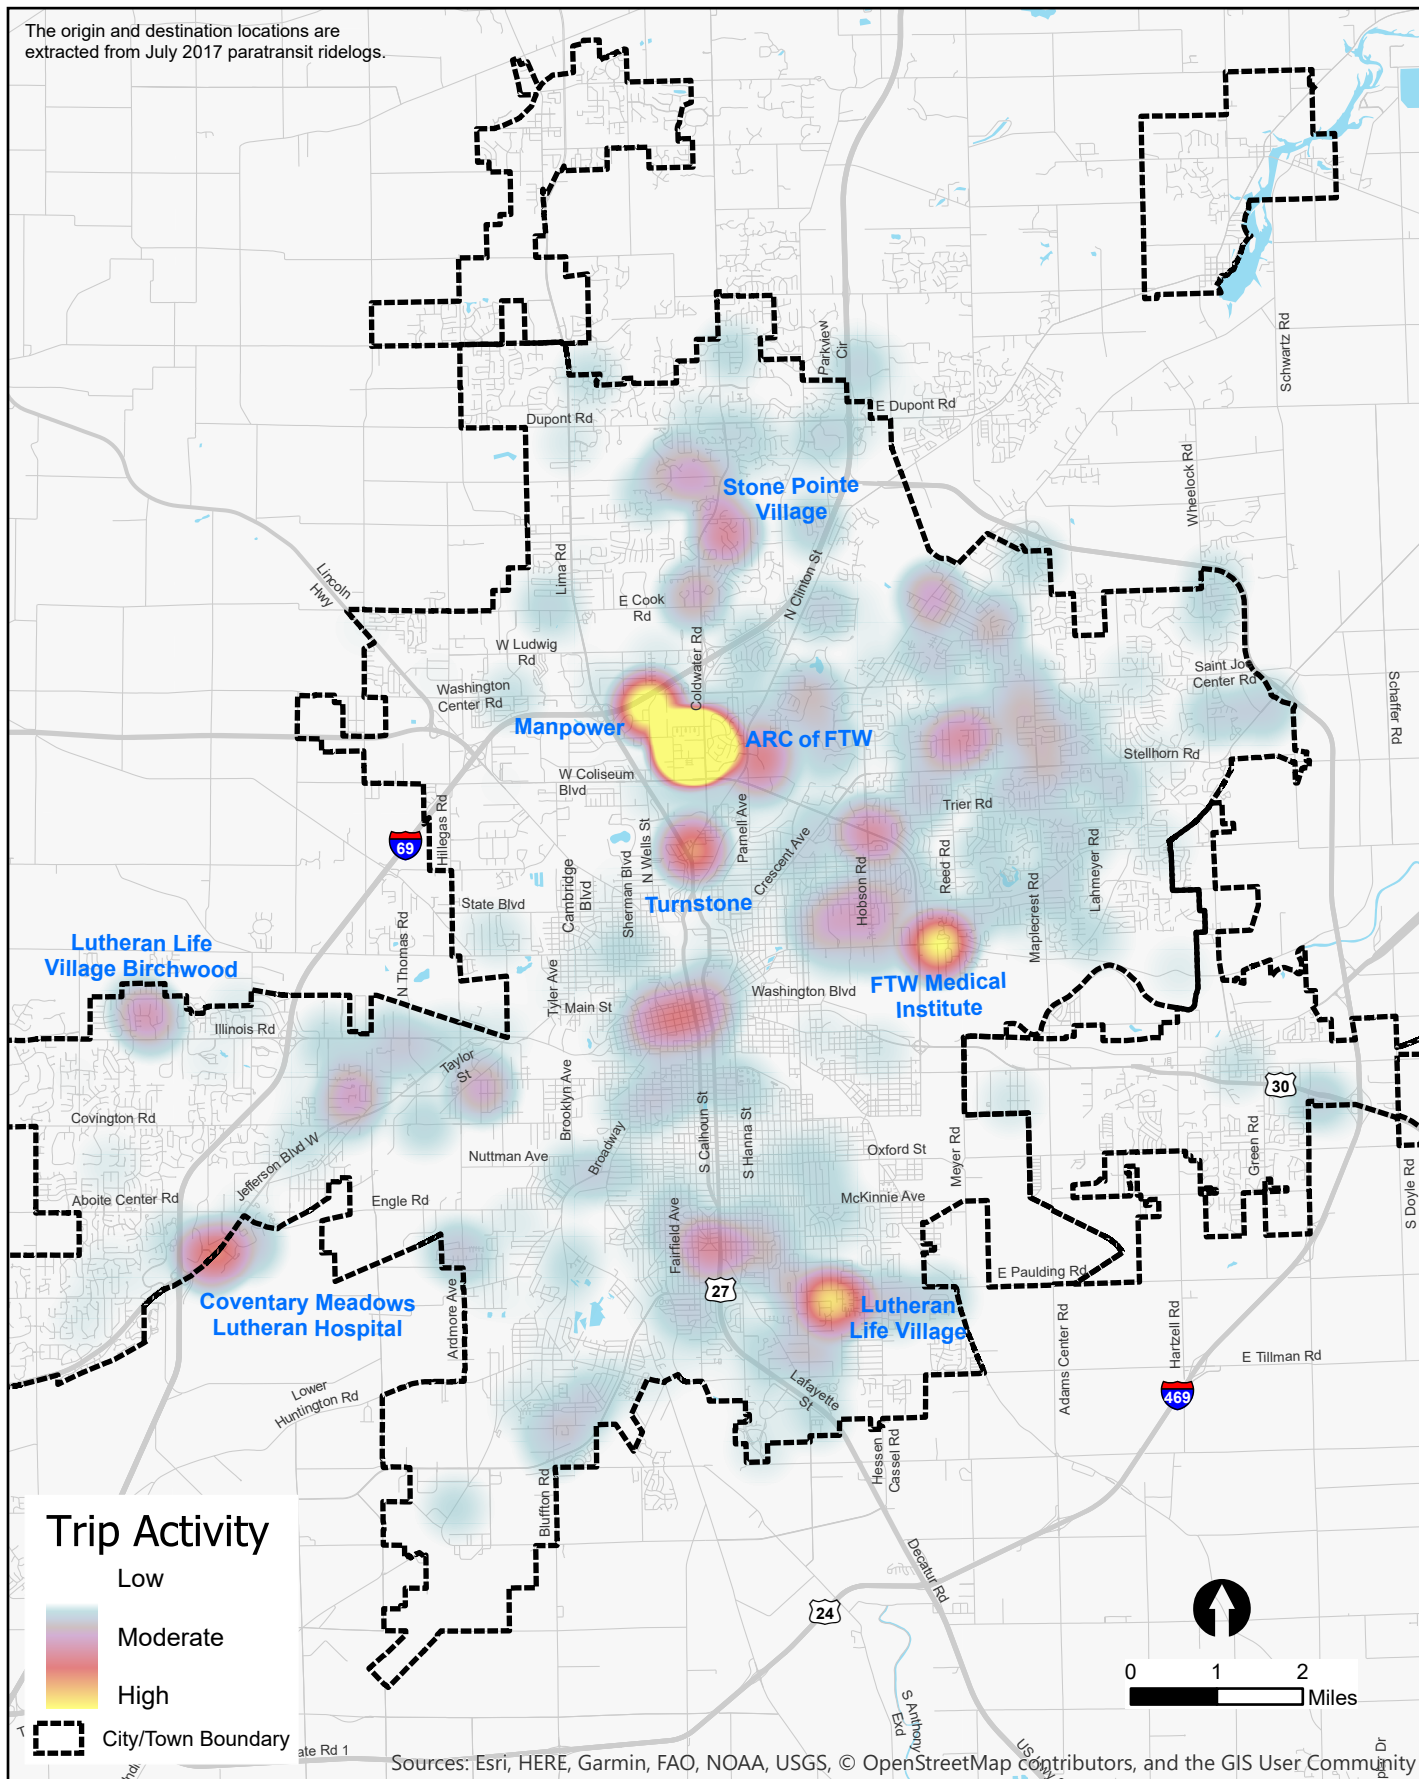 The origin and destination locations are
extracted from July 2017 paratransit ridelogs.
Parkview
Cir
Schwartz Rd
E Dupont Rd
Dupont Rd
Wheelock Rd
Stone Pointe
Village
Lincoln
Hwy
Lima Rd
N Clinton St
E Cook
Rd
W Ludwig
Rd
Coldwater Rd
Washington
Center Rd
Saint Joe
Center Rd
Schaffer Rd
Manpower
ARC of FTW
Stellhorn Rd
W Coliseum
Blvd
Hillegas Rd
Trier Rd
69
N Wells St
Parnell Ave
Crescent Ave
Reed Rd
Lahmeyer Rd
Cambridge
Blvd
Sherman Blvd
Hobson Rd
Maplecrest Rd
State Blvd
Turnstone
N Thomas Rd
Lutheran Life
Village Birchwood
Tyler Ave
Main St
Washington Blvd
FTW Medical
Institute
Illinois Rd
Taylor
St
30
Covington Rd
Brooklyn Ave
Broadway
S Calhoun St
S Hanna St
Jefferson Blvd W
Nuttman Ave
Oxford St
Meyer Rd
Green Rd
S Doyle Rd
Aboite Center Rd
Engle Rd
McKinnie Ave
Fairfield Ave
E Paulding Rd
27
Coventary Meadows
Lutheran Hospital
Ardmore Ave
Lutheran
Life Village
Adams Center Rd
Hartzell Rd
E Tillman Rd
Lower
Huntington Rd
Lafayette
St
469
Hessen
Cassel Rd
Bluffton Rd
Decatur Rd
24
Trip Activity
Low
Moderate
High
City/Town Boundary
0 1 2
Miles
S Anthony
Exd
US Hwy
ate Rd 1
pler Dr
Sources: Esri, HERE, Garmin, FAO, NOAA, USGS, © OpenStreetMap contributors, and the GIS User Community